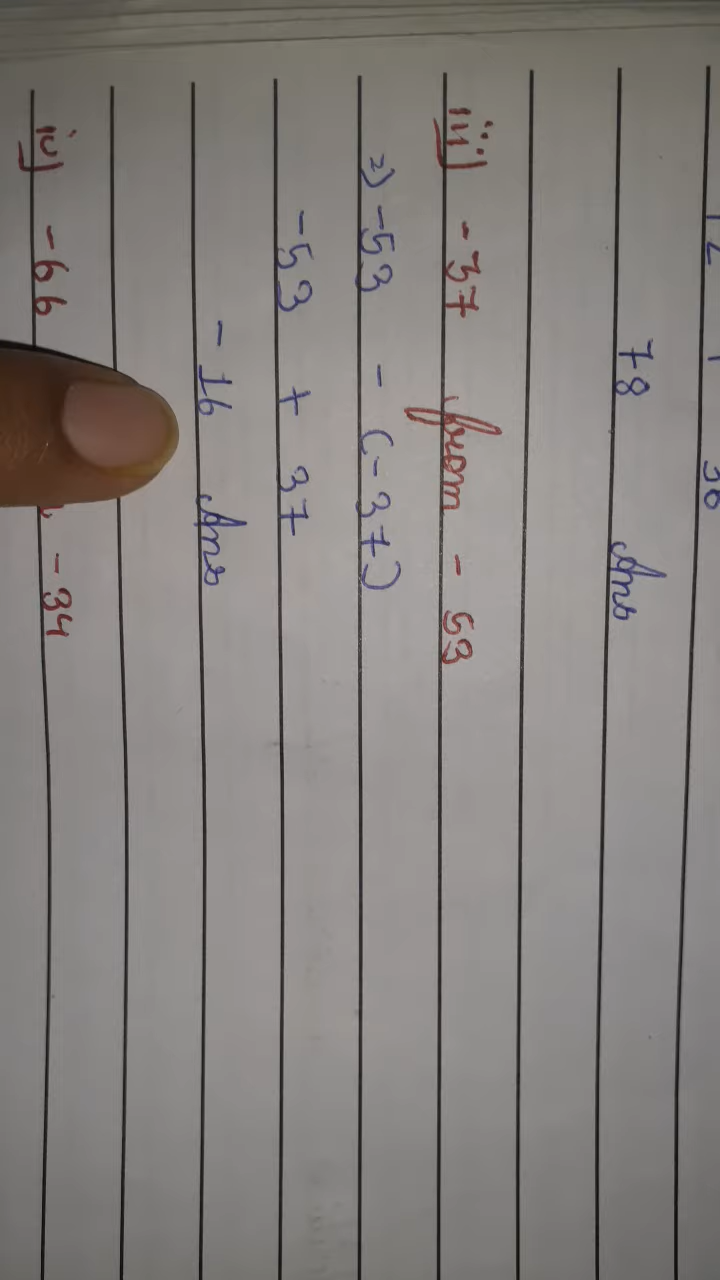 78 Ans
iii) -37 from - 53
=) -53 - (-37)
-53 + 37
- 16 Ans
iv) -66 -34